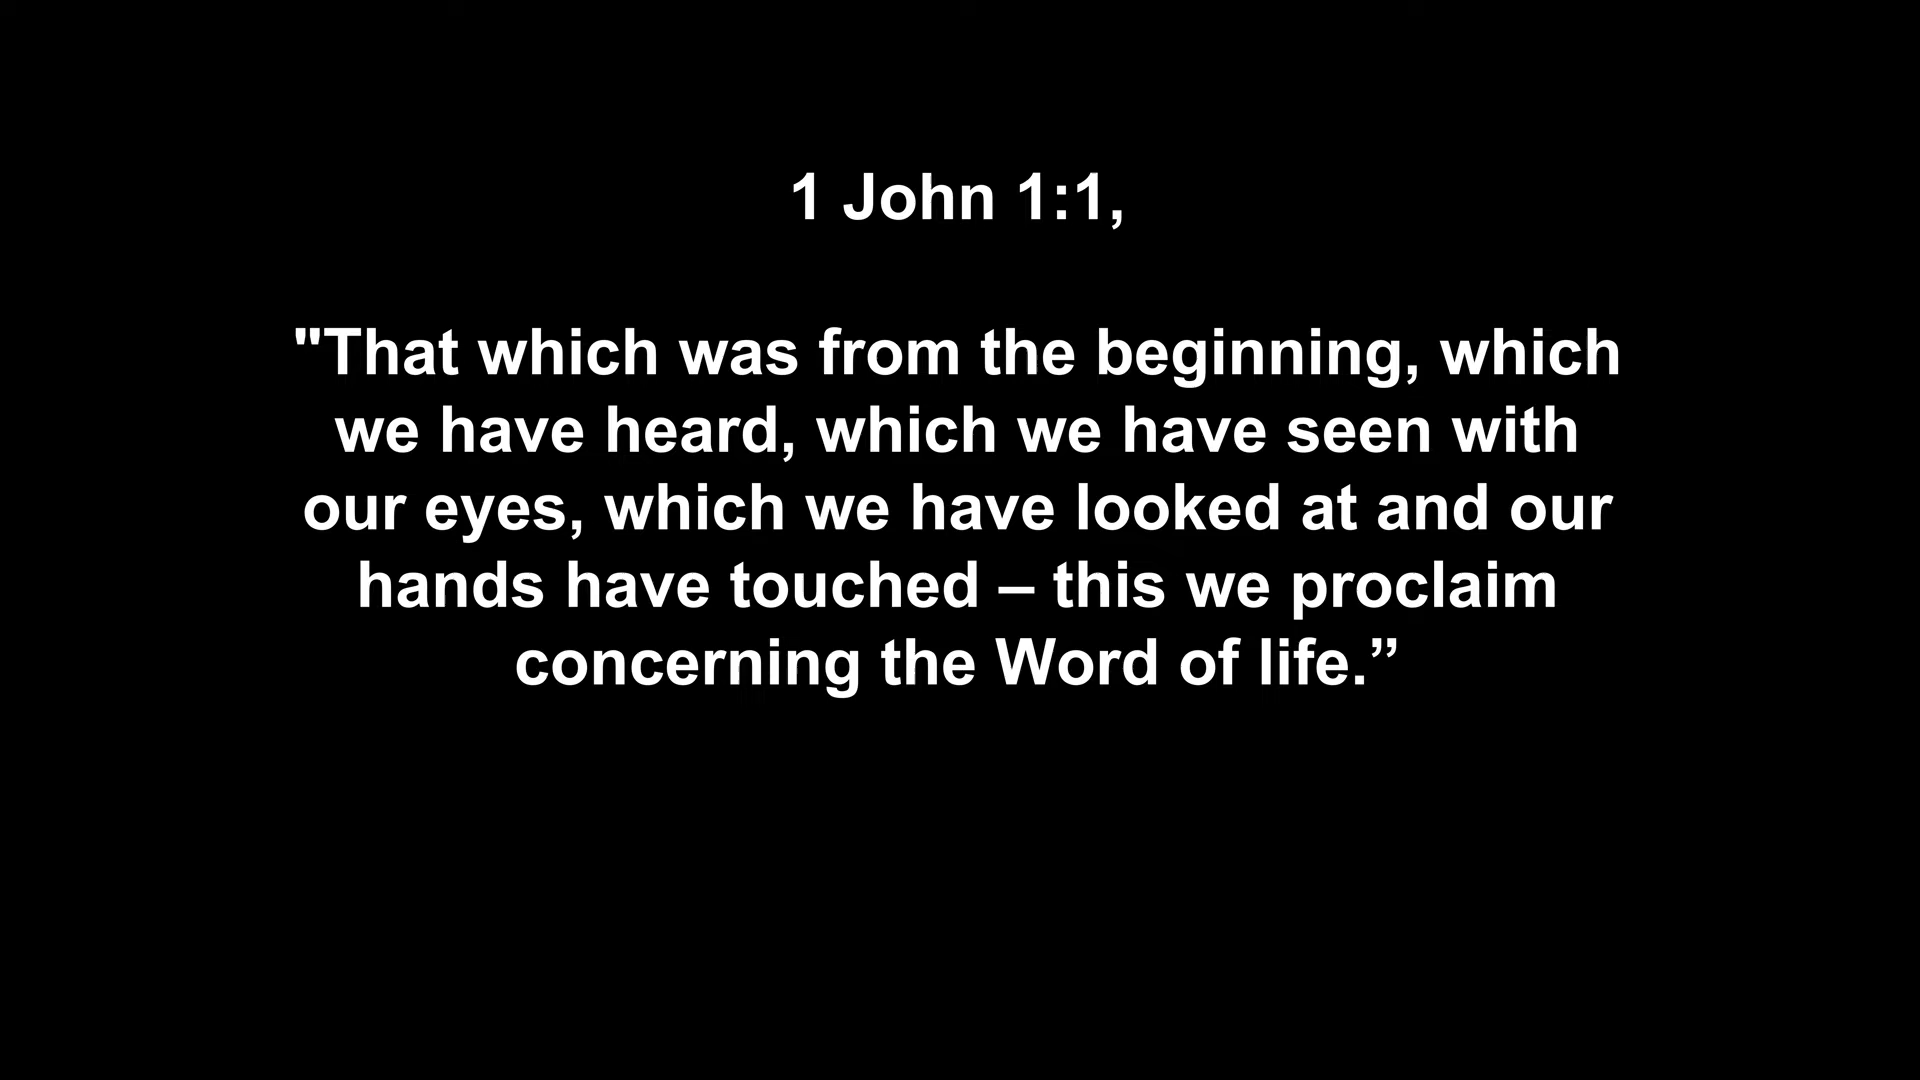 1 John 1:1,
"That which was from the beginning, which
we have heard, which we have seen with
our eyes, which we have looked at and our
hands have touched – this we proclaim
concerning the Word of life.”